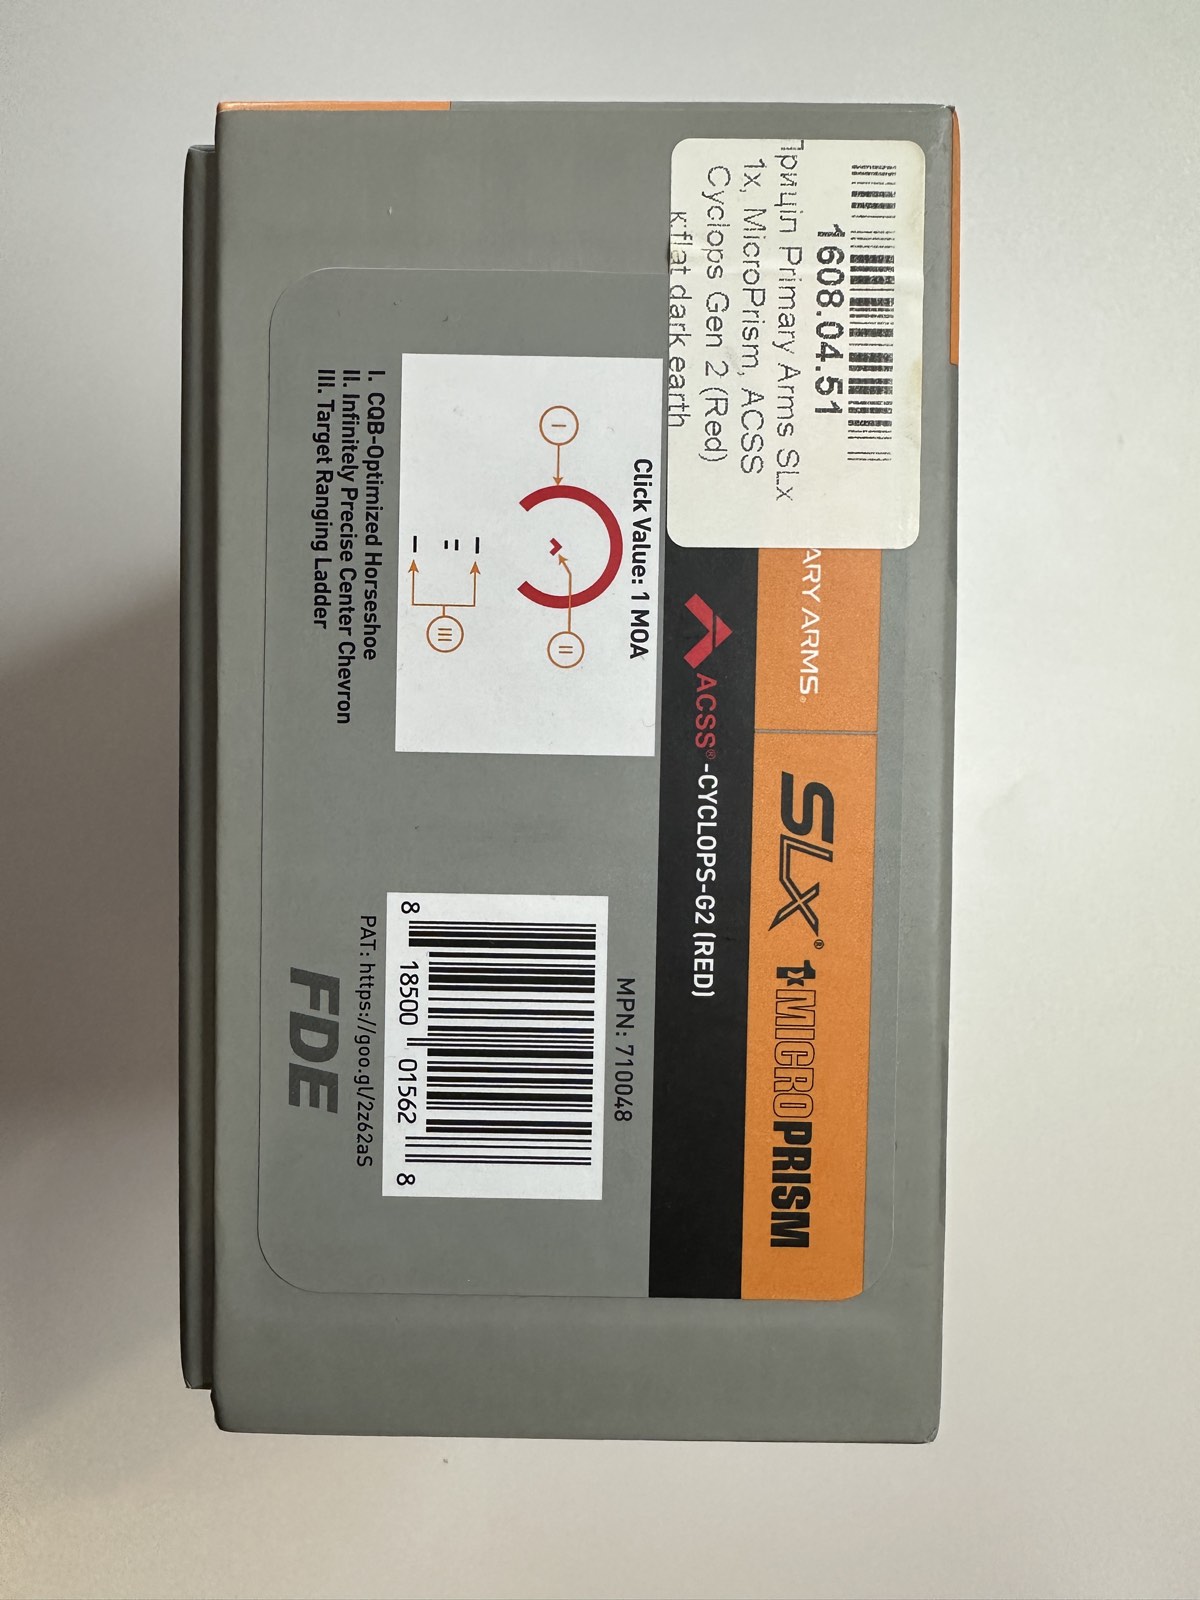 1608.04.51
Приціл Primary Arms SLx
1x, MicroPrism, ACSS
Cyclops Gen 2 (Red)
к:flat dark earth
ARY ARMS®
SLX® 1x MICROPRISM
ACSS®-CYCLOPS-G2 (RED)
Click Value: 1 MOA
I
II
III
I. CQB-Optimized Horseshoe
II. Infinitely Precise Center Chevron
III. Target Ranging Ladder
MPN: 710048
8 18500 01562 8
PAT: https://goo.gl/2z62aS
FDE